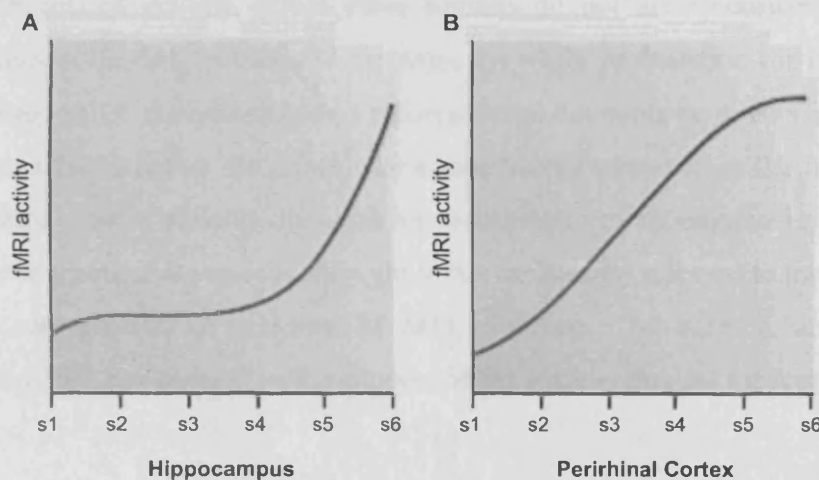 A
fMRI activity
s1 s2 s3 s4 s5 s6
Hippocampus
B
fMRI activity
s1 s2 s3 s4 s5 s6
Perirhinal Cortex